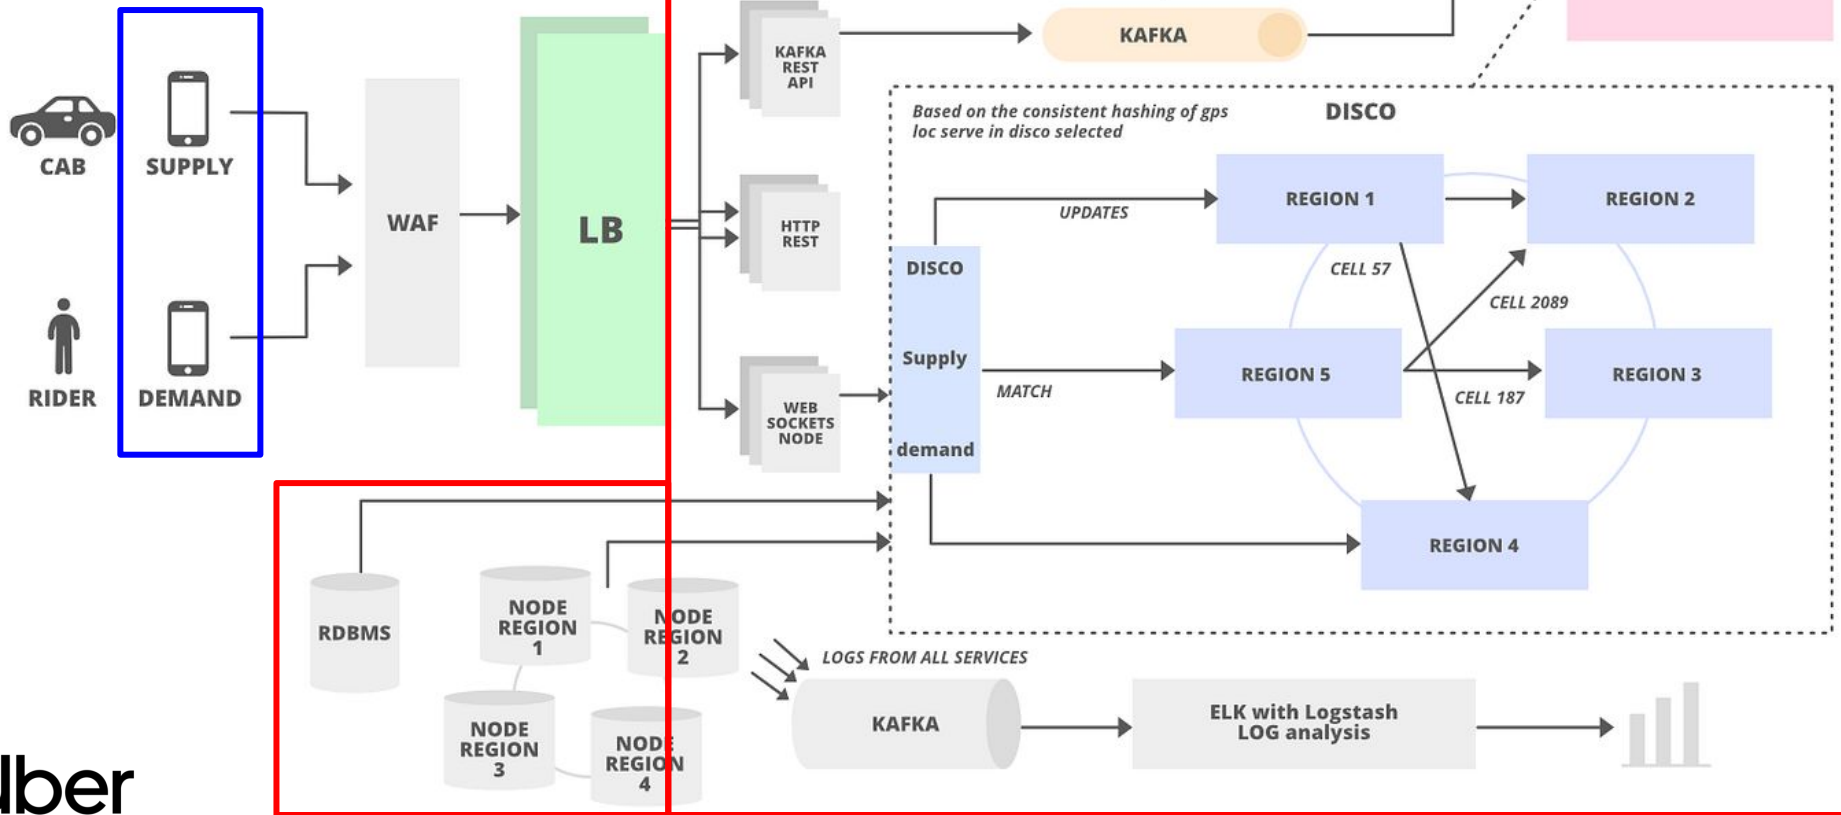 CAB
SUPPLY
RIDER
DEMAND
WAF
LB
KAFKA
REST
API
HTTP
REST
WEB
SOCKETS
NODE
KAFKA
Based on the consistent hashing of gps
loc serve in disco selected
DISCO
UPDATES
REGION 1
REGION 2
DISCO
Supply
demand
CELL 57
CELL 2089
MATCH
REGION 5
REGION 3
CELL 187
REGION 4
RDBMS
NODE
REGION
1
NODE
REGION
2
NODE
REGION
3
NODE
REGION
4
LOGS FROM ALL SERVICES
KAFKA
ELK with Logstash
LOG analysis
ber